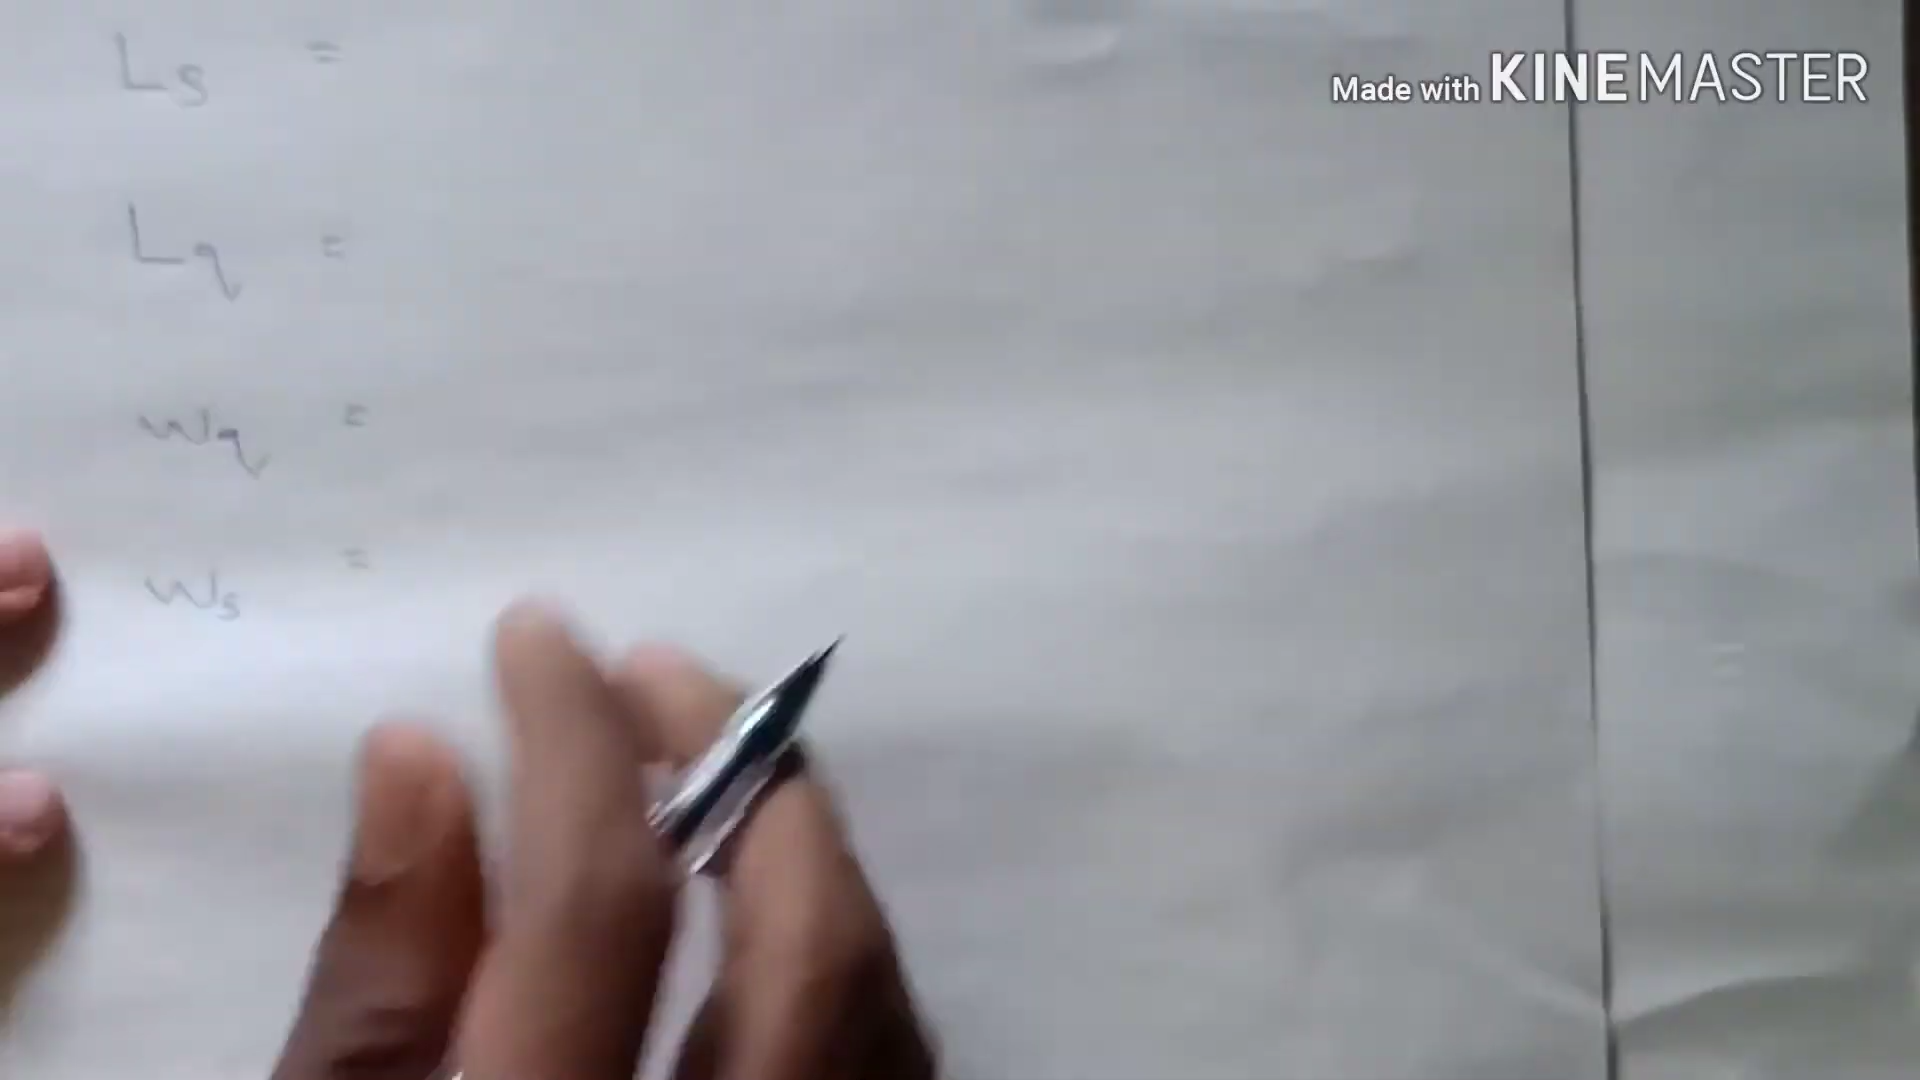 Made with KINEMASTER
Ls =
Lq =
Wq =
Ws =